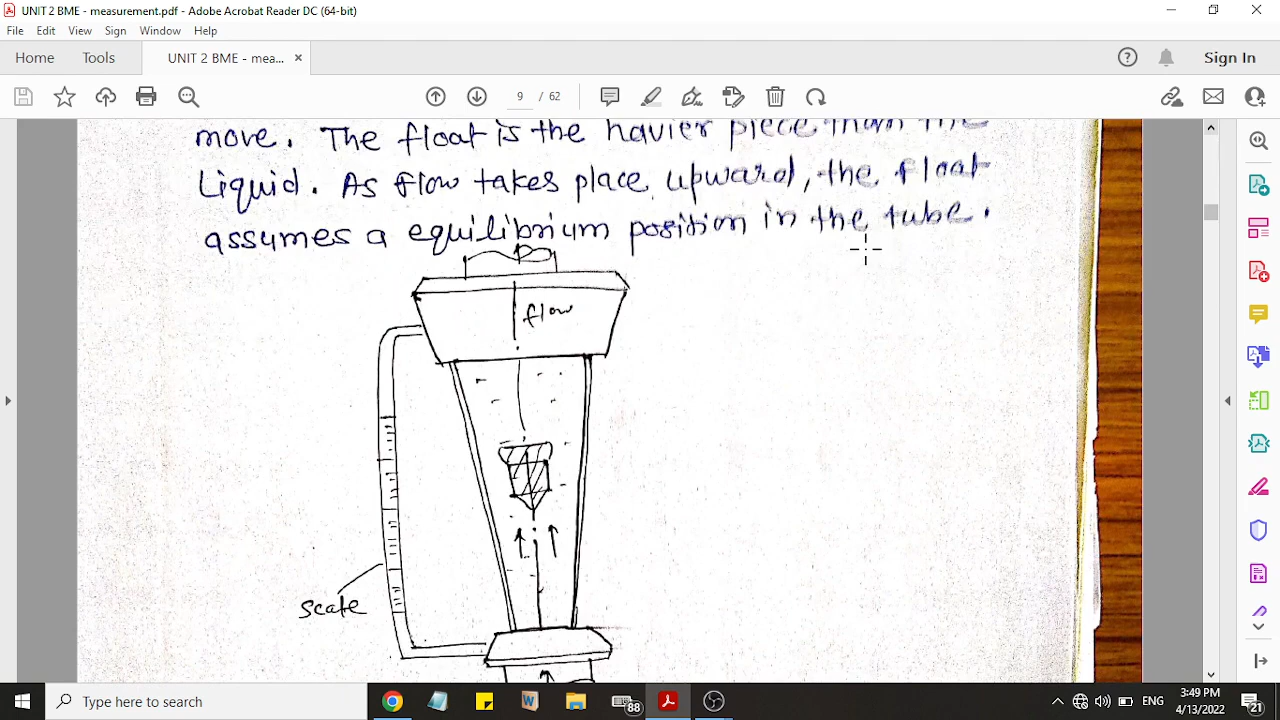 UNIT 2 BME - measurement.pdf - Adobe Acrobat Reader DC (64-bit)
File Edit View Sign Window Help
Home Tools UNIT 2 BME - mea... × Sign In
9 / 62
move. The float is the havier piece than the
Liquid. As flow takes place upward, the float
assumes a equilibrium position in the tube.
flow
scale
Type here to search
88
ENG
3:49 PM
4/13/2022
21